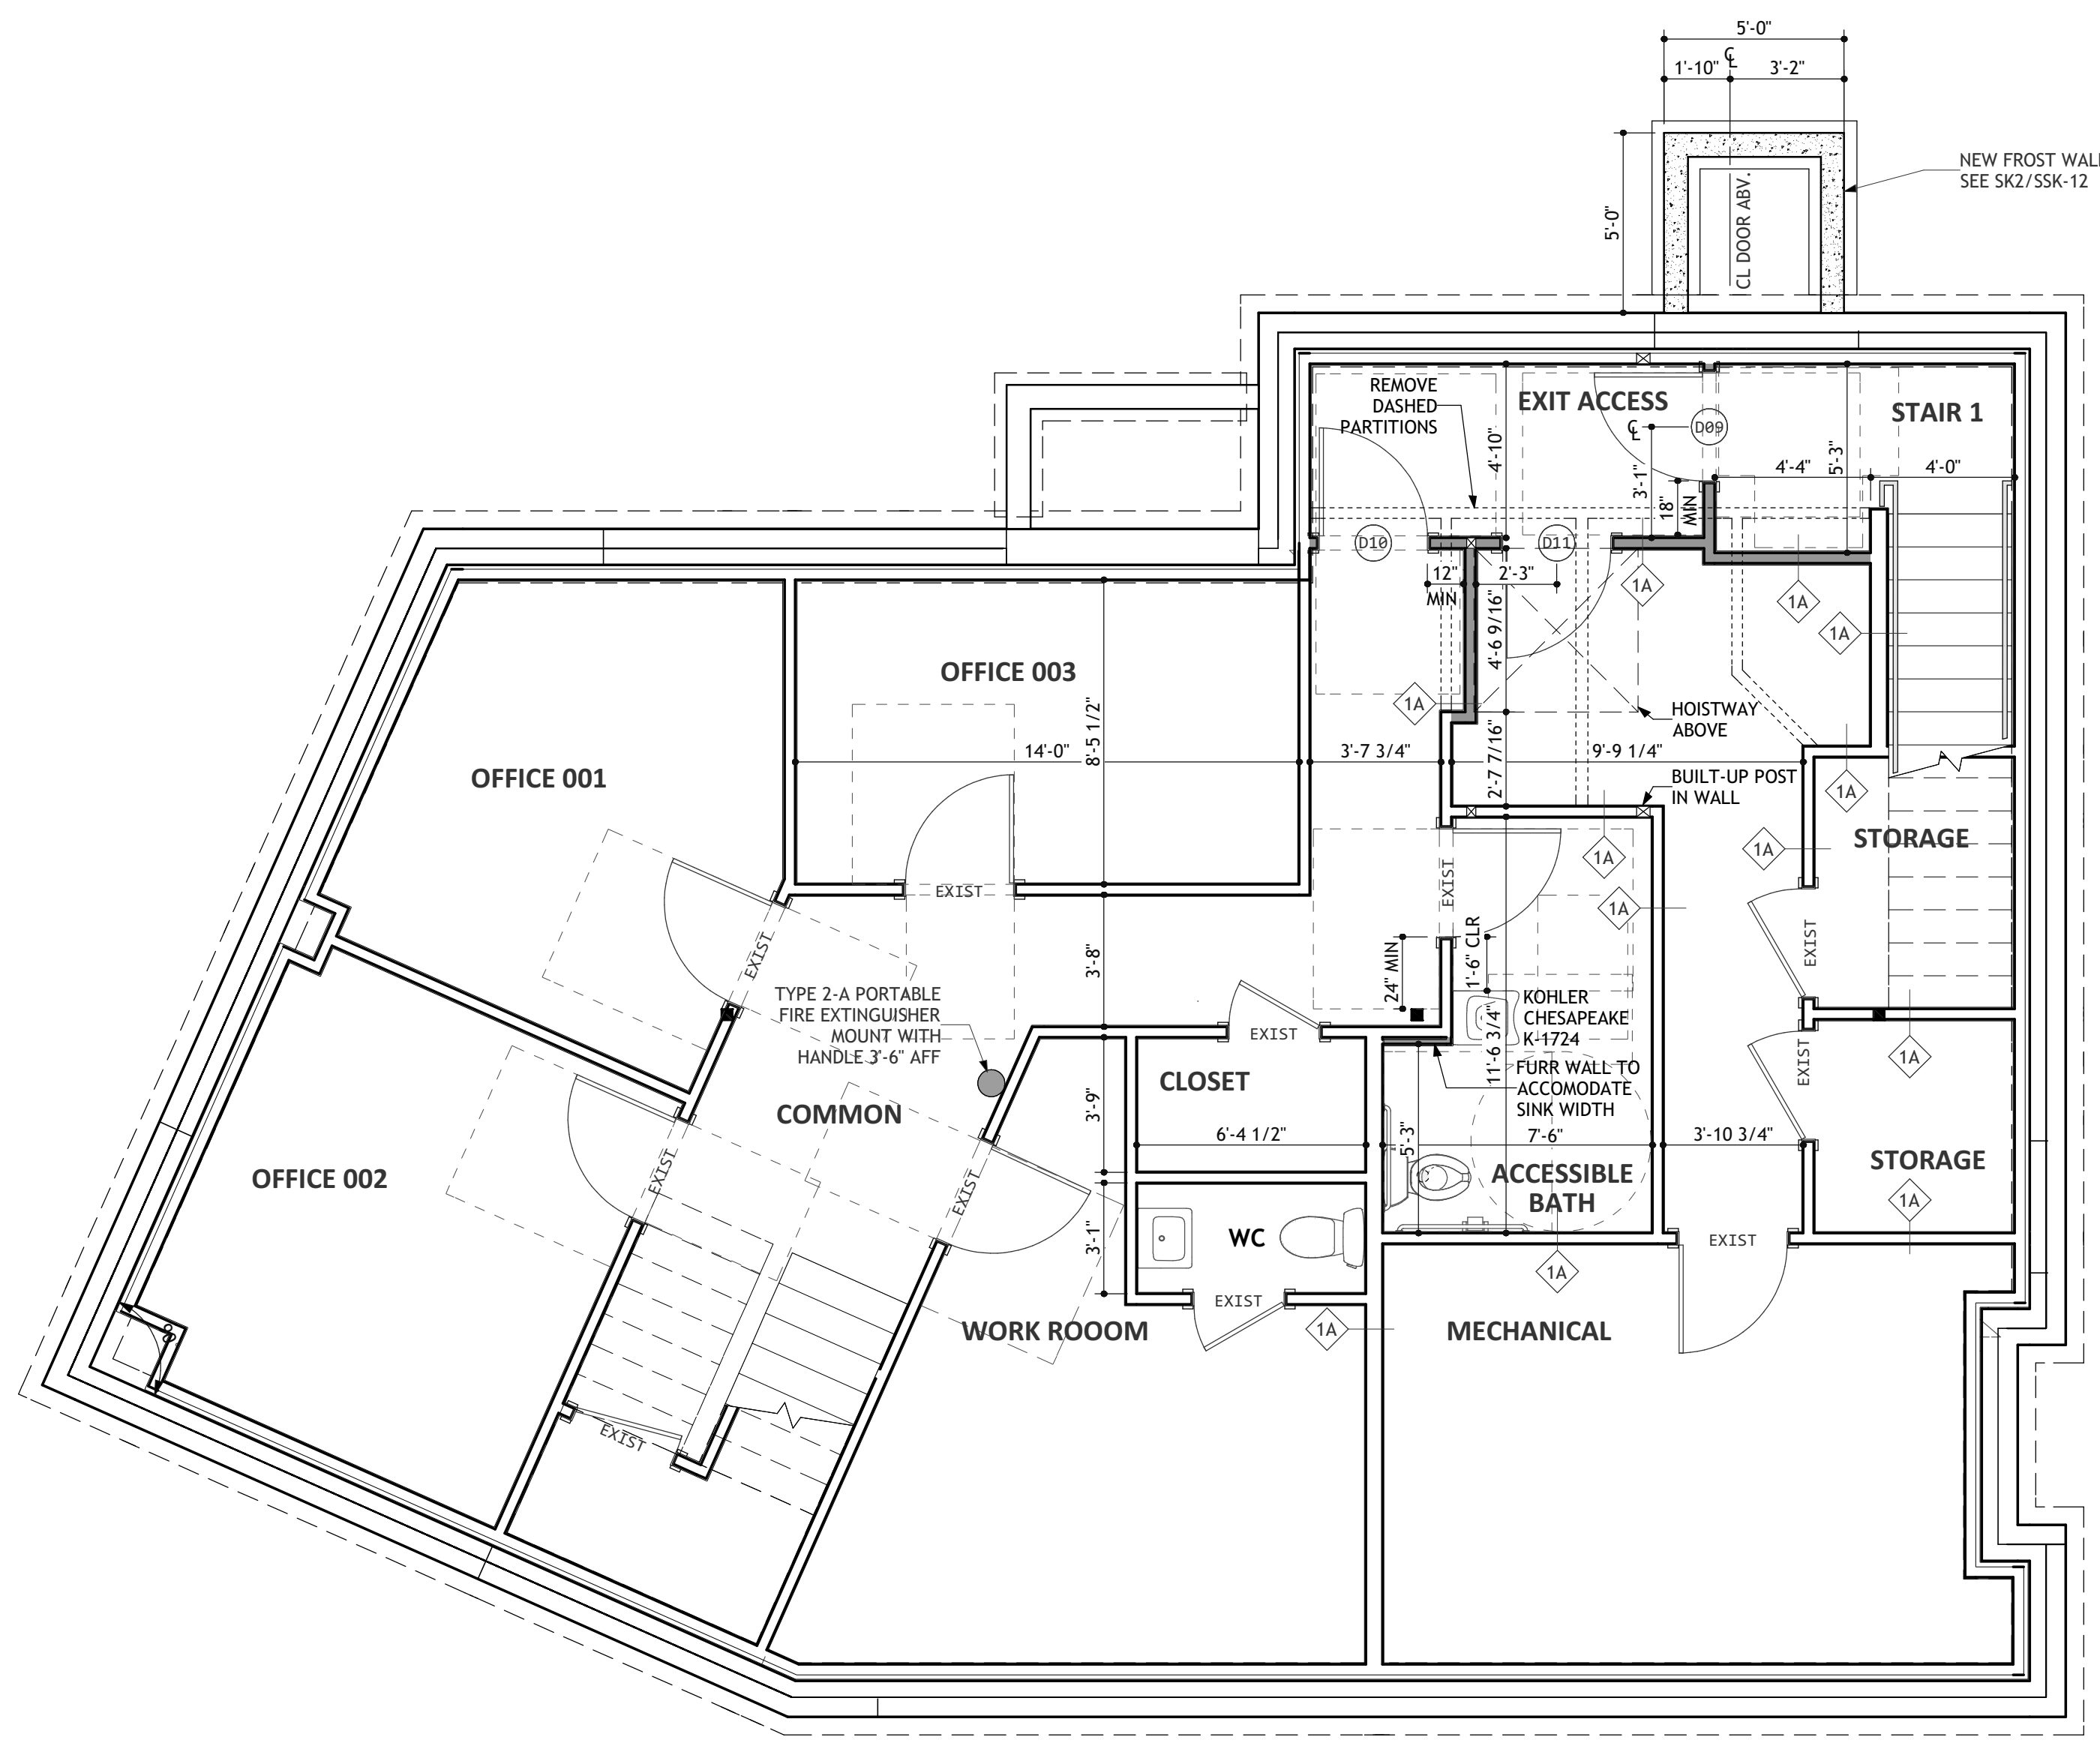 5'-0"
℄
1'-10"
3'-2"
5'-0"
CL DOOR ABV.
NEW FROST WAL
SEE SK2/SSK-12
REMOVE
DASHED
PARTITIONS
EXIT ACCESS
STAIR 1
℄
D09
4'-10"
3'-1"
18"
MIN
4'-4"
5'-3"
4'-0"
D10
D11
12"
MIN
2'-3"
1A
1A
1A
4'-6 9/16"
OFFICE 003
1A
HOISTWAY
ABOVE
8'-5 1/2"
14'-0"
3'-7 3/4"
2'-7 7/16"
9'-9 1/4"
OFFICE 001
BUILT-UP POST
IN WALL
1A
STORAGE
1A
1A
EXIST
EXIST
1A
EXIST
EXIST
3'-8"
24" MIN
1'-6" CLR
TYPE 2-A PORTABLE
FIRE EXTINGUISHER
MOUNT WITH
HANDLE 3'-6" AFF
KOHLER
CHESAPEAKE
K-1724
11'-6 3/4"
EXIST
EXIST
1A
FURR WALL TO
ACCOMODATE
SINK WIDTH
CLOSET
COMMON
3'-9"
6'-4 1/2"
5'-3"
7'-6"
3'-10 3/4"
STORAGE
OFFICE 002
EXIST
EXIST
ACCESSIBLE
BATH
1A
3'-1"
WC
EXIST
1A
EXIST
WORK ROOOM
1A
MECHANICAL
EXIST